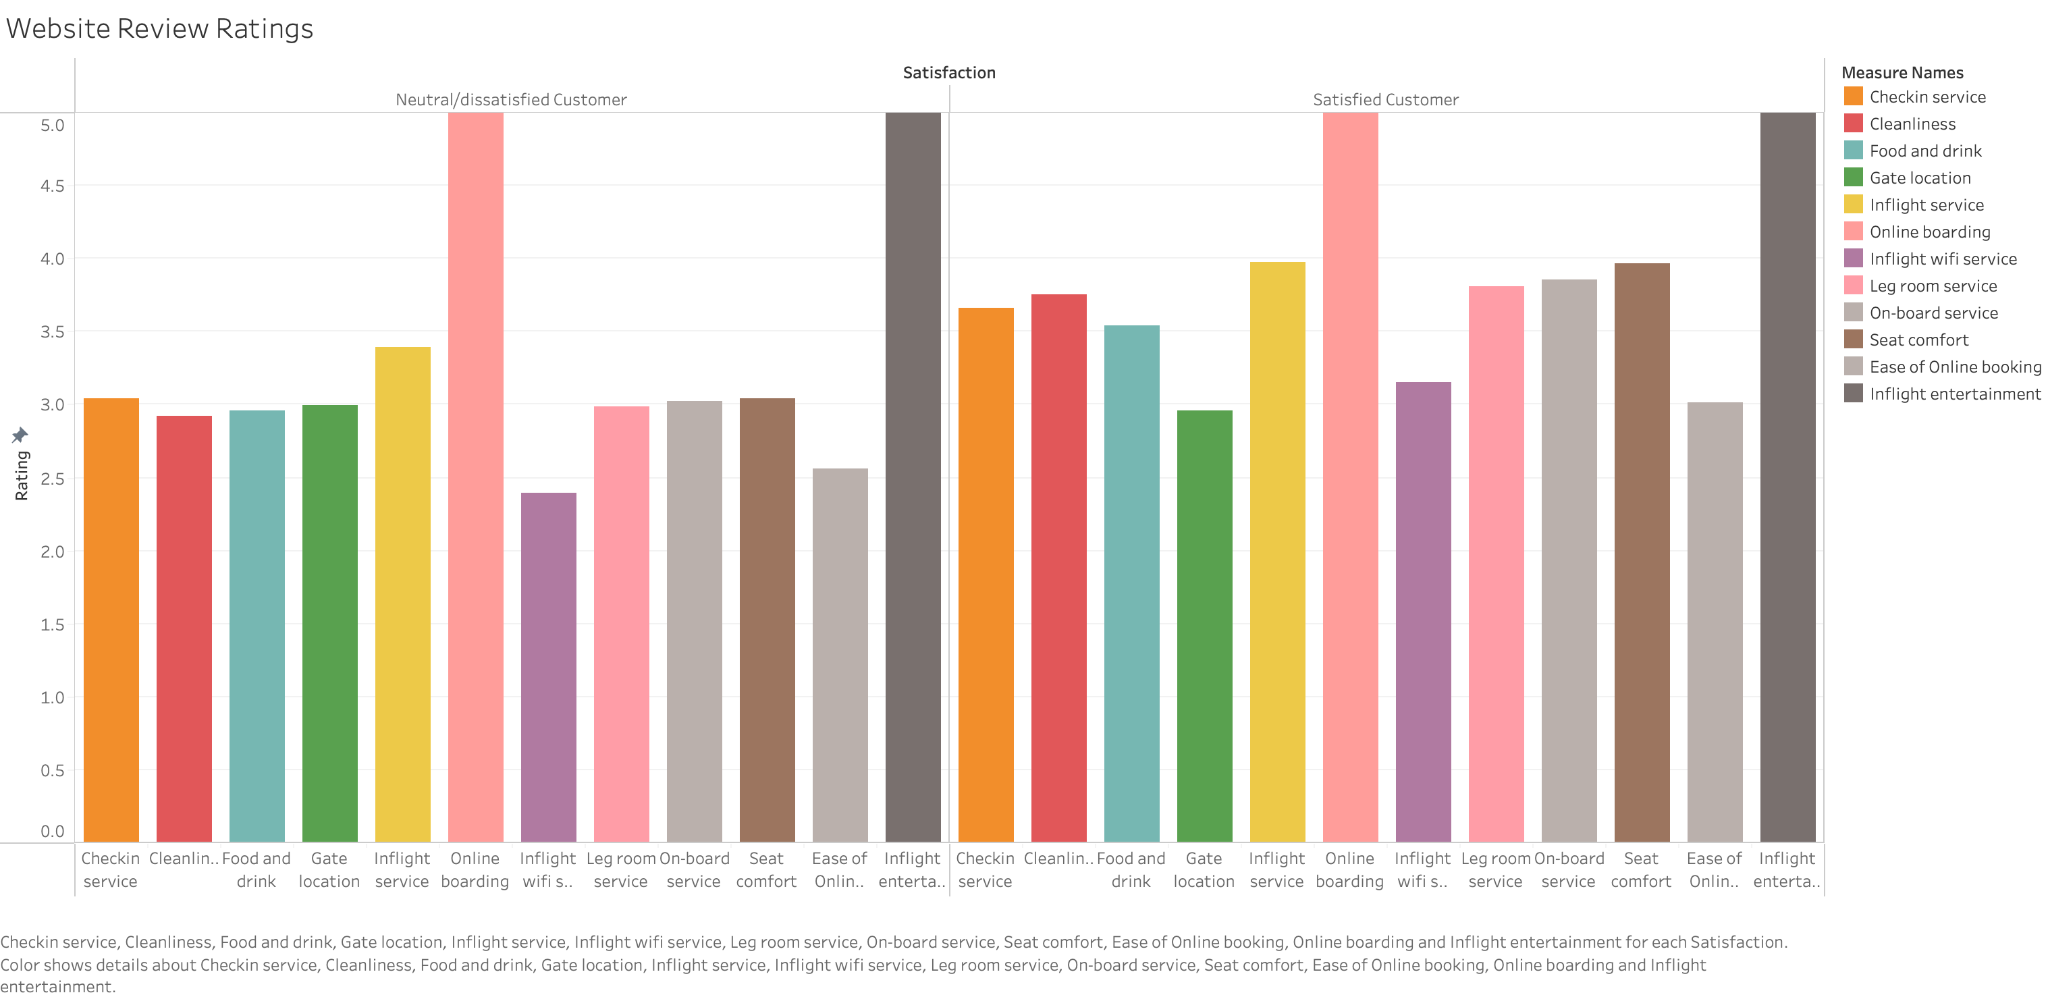 Website Review Ratings
Satisfaction
Neutral/dissatisfied Customer
Satisfied Customer
5.0
4.5
4.0
3.5
3.0
2.5
2.0
1.5
1.0
0.5
0.0
Rating
Checkin service
Cleanlin..
Food and drink
Gate location
Inflight service
Online boarding
Inflight wifi s..
Leg room service
On-board service
Seat comfort
Ease of Onlin..
Inflight enterta..
Checkin service
Cleanlin..
Food and drink
Gate location
Inflight service
Online boarding
Inflight wifi s..
Leg room service
On-board service
Seat comfort
Ease of Onlin..
Inflight enterta..
Measure Names
Checkin service
Cleanliness
Food and drink
Gate location
Inflight service
Online boarding
Inflight wifi service
Leg room service
On-board service
Seat comfort
Ease of Online booking
Inflight entertainment
Checkin service, Cleanliness, Food and drink, Gate location, Inflight service, Inflight wifi service, Leg room service, On-board service, Seat comfort, Ease of Online booking, Online boarding and Inflight entertainment for each Satisfaction.
Color shows details about Checkin service, Cleanliness, Food and drink, Gate location, Inflight service, Inflight wifi service, Leg room service, On-board service, Seat comfort, Ease of Online booking, Online boarding and Inflight
entertainment.